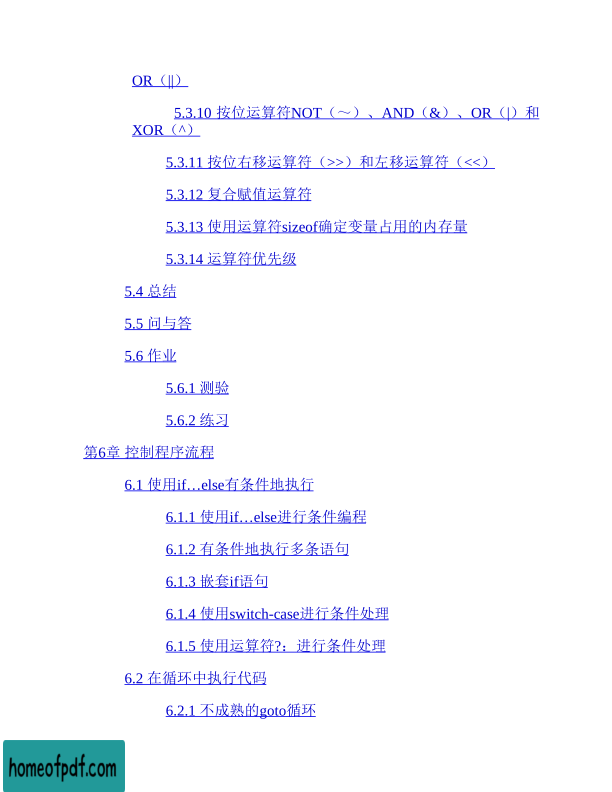 OR（||）
5.3.10 按位运算符NOT（～）、AND（&）、OR（|）和
XOR（^）
5.3.11 按位右移运算符（>>）和左移运算符（<<）
5.3.12 复合赋值运算符
5.3.13 使用运算符sizeof确定变量占用的内存量
5.3.14 运算符优先级
5.4 总结
5.5 问与答
5.6 作业
5.6.1 测验
5.6.2 练习
第6章 控制程序流程
6.1 使用if…else有条件地执行
6.1.1 使用if…else进行条件编程
6.1.2 有条件地执行多条语句
6.1.3 嵌套if语句
6.1.4 使用switch-case进行条件处理
6.1.5 使用运算符?：进行条件处理
6.2 在循环中执行代码
6.2.1 不成熟的goto循环
homeofpdf.com